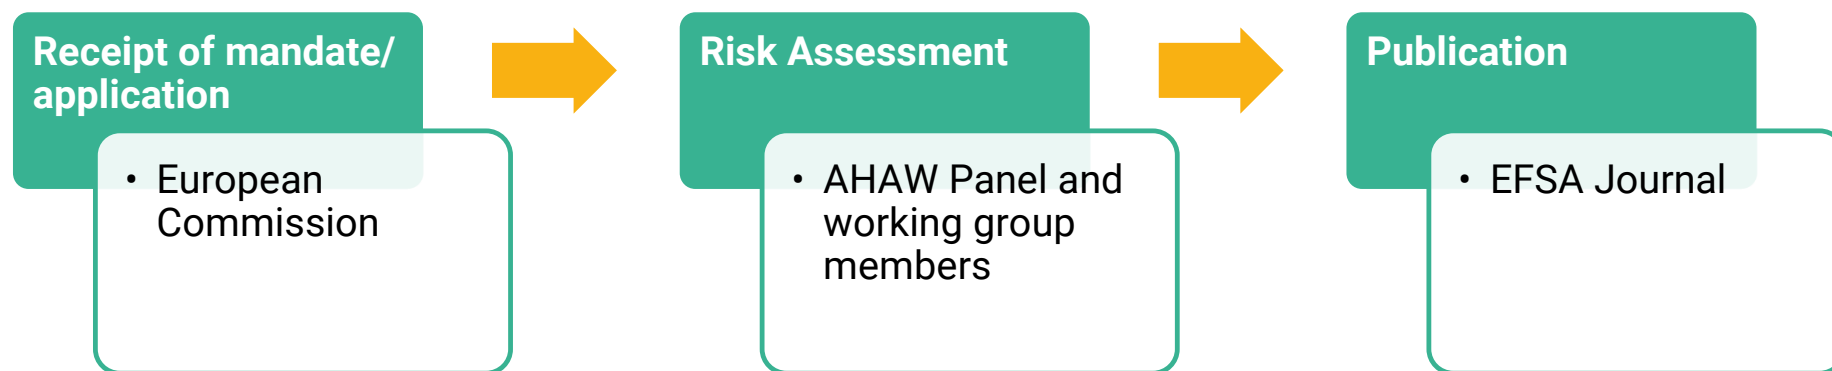 Receipt of mandate/
application
• European
Commission
Risk Assessment
• AHAW Panel and
working group
members
Publication
• EFSA Journal